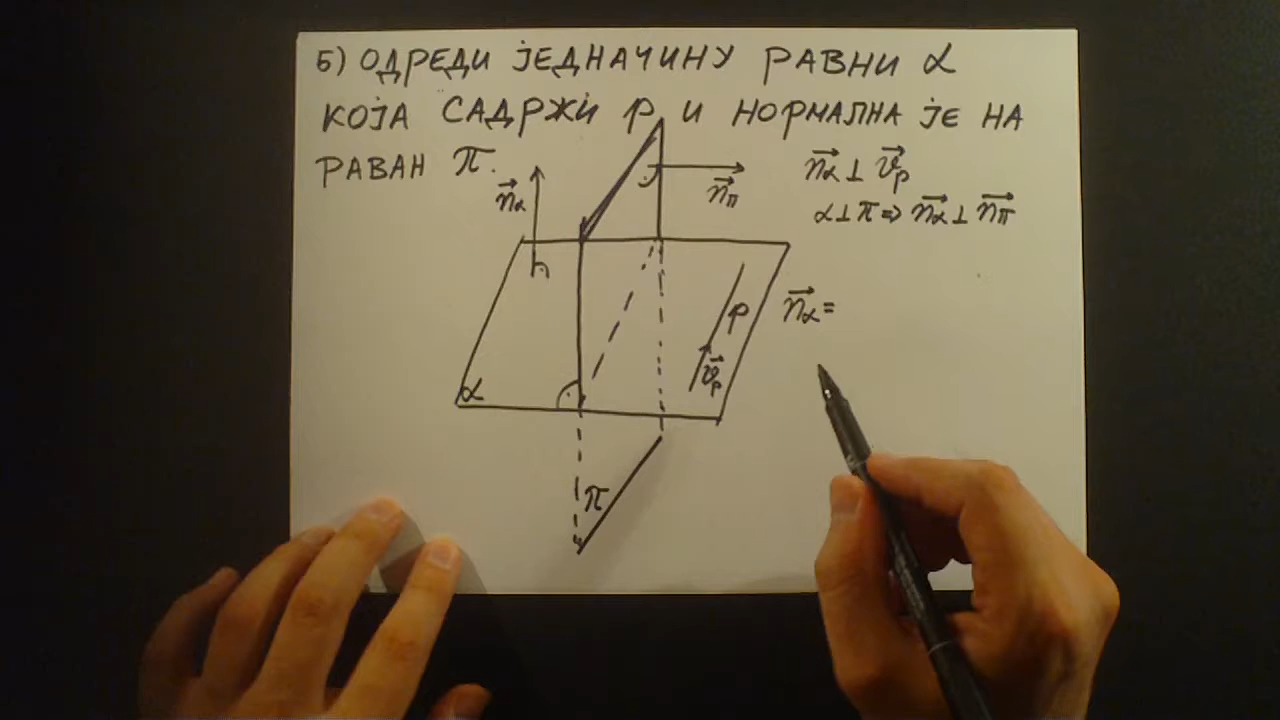 Б) ОДРЕДИ ЈЕДНАЧИНУ РАВНИ α
КОЈА САДРЖИ p И НОРМАЛНА ЈЕ НА
РАВАН π.
n⃗α ⊥ v⃗p
α ⊥ π ⇒ n⃗α ⊥ n⃗π
n⃗α
n⃗π
n⃗α =
p
v⃗p
α
π